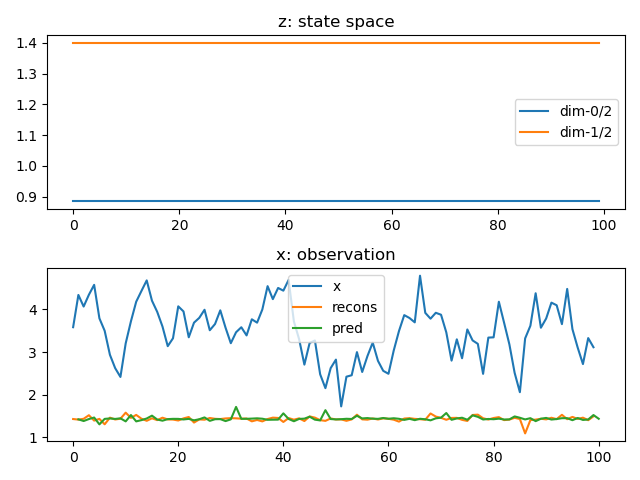 z: state space
1.4
1.3
1.2
1.1
1.0
0.9
dim-0/2
dim-1/2
0 20 40 60 80 100
x: observation
4
3
2
1
x
recons
pred
0 20 40 60 80 100